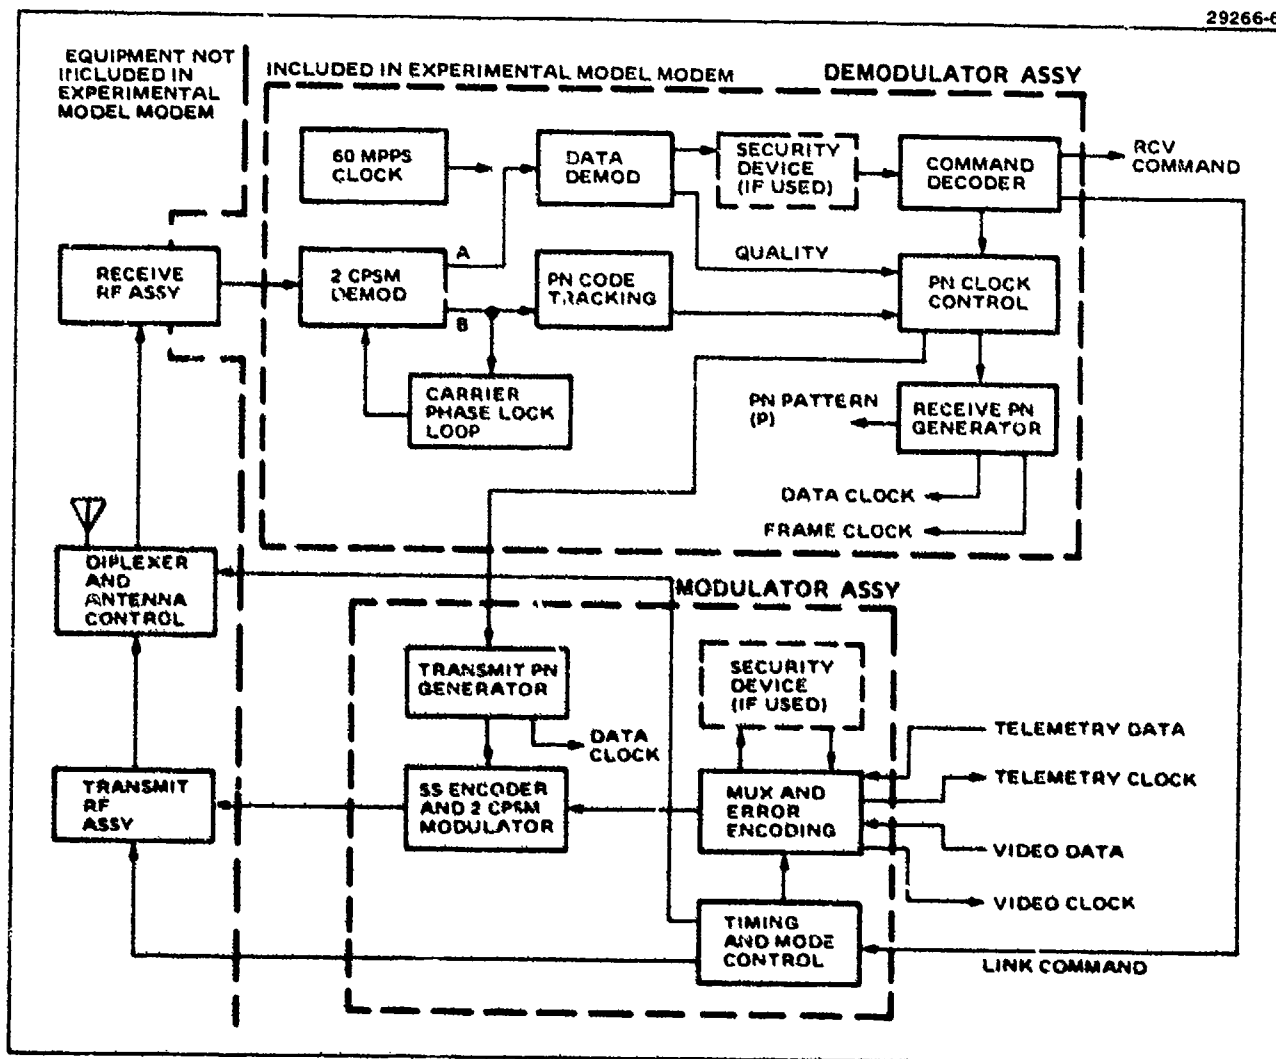 29266-6
EQUIPMENT NOT
INCLUDED IN
EXPERIMENTAL
MODEL MODEM
INCLUDED IN EXPERIMENTAL MODEL MODEM
DEMODULATOR ASSY
60 MPPS
CLOCK
DATA
DEMOD
SECURITY
DEVICE
(IF USED)
COMMAND
DECODER
RCV
COMMAND
RECEIVE
RF ASSY
2 CPSM
DEMOD
A
B
PN CODE
TRACKING
QUALITY
PN CLOCK
CONTROL
CARRIER
PHASE LOCK
LOOP
PN PATTERN
(P)
RECEIVE PN
GENERATOR
DATA CLOCK
FRAME CLOCK
DIPLEXER
AND
ANTENNA
CONTROL
MODULATOR ASSY
TRANSMIT PN
GENERATOR
DATA
CLOCK
SECURITY
DEVICE
(IF USED)
TELEMETRY DATA
TELEMETRY CLOCK
TRANSMIT
RF
ASSY
SS ENCODER
AND 2 CPSM
MODULATOR
MUX AND
ERROR
ENCODING
VIDEO DATA
VIDEO CLOCK
TIMING
AND MODE
CONTROL
LINK COMMAND